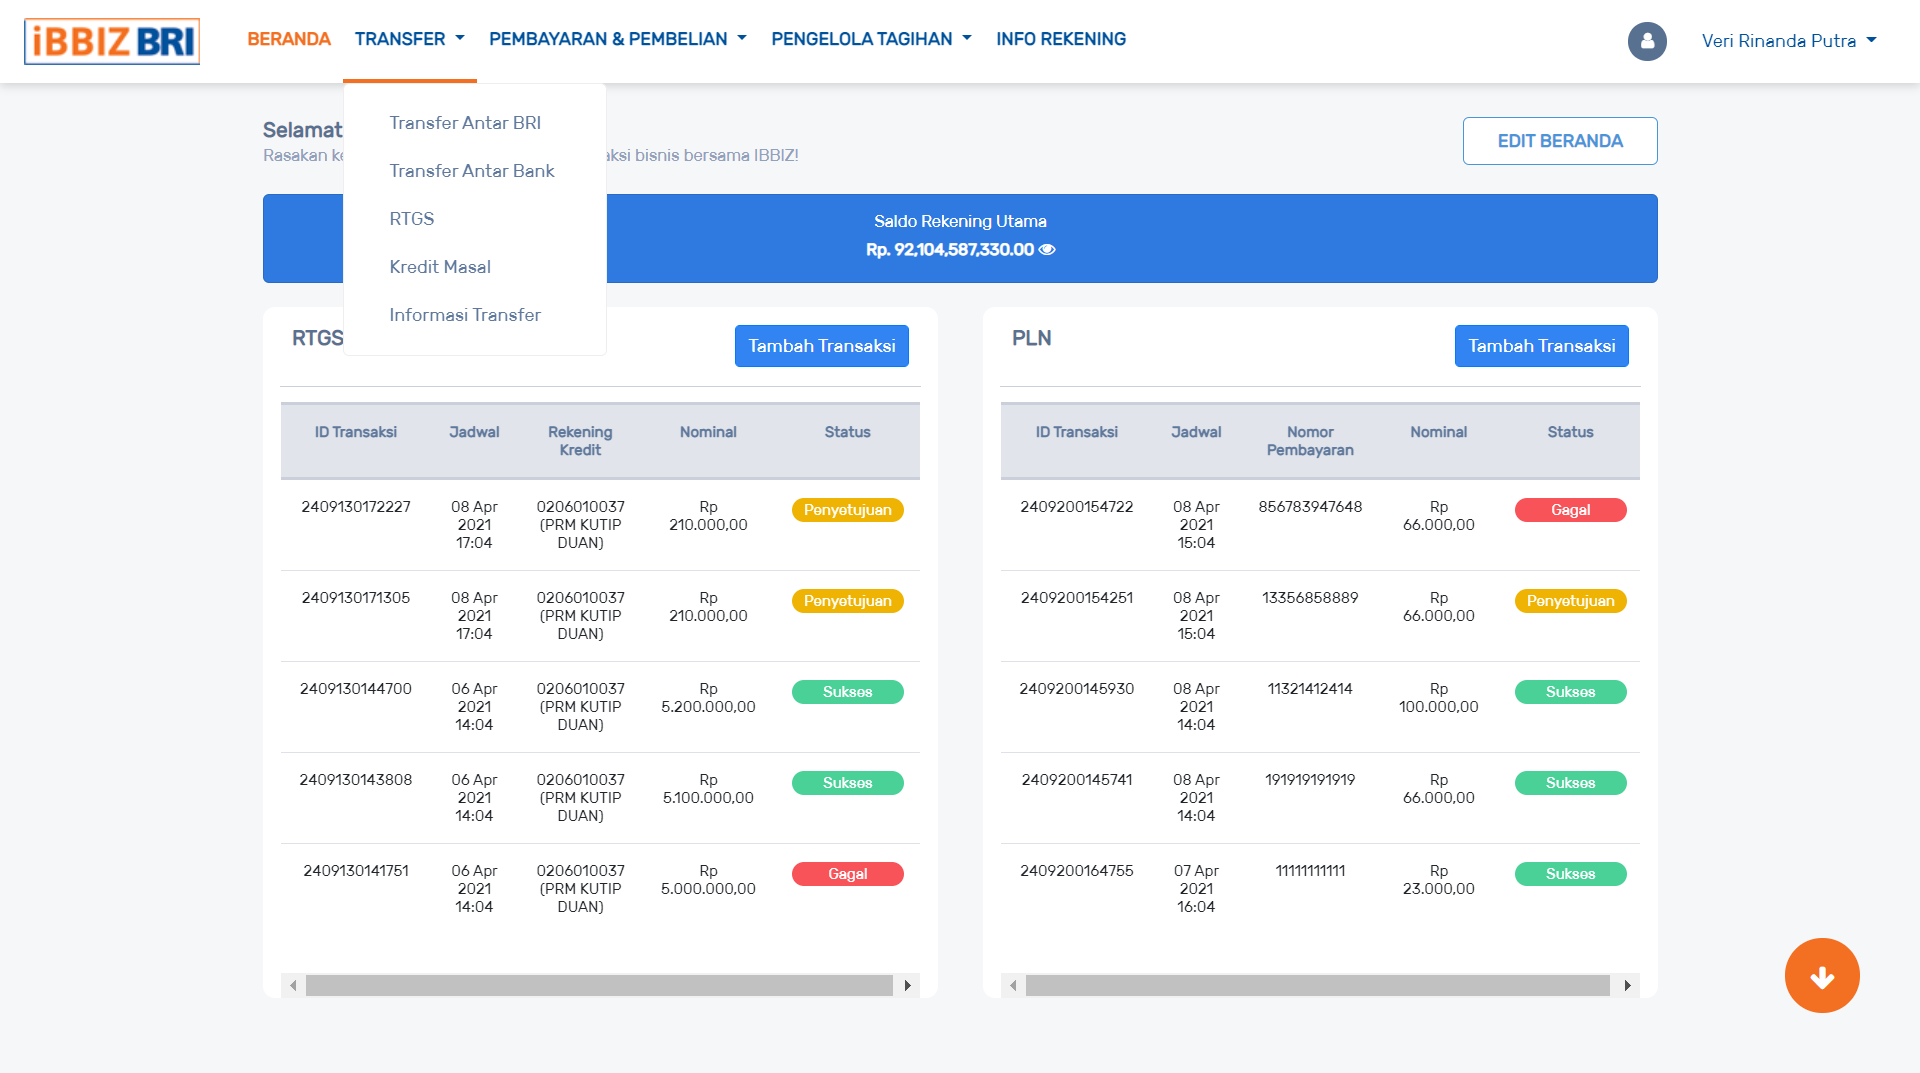 iBBIZ BRI
BERANDA
TRANSFER
PEMBAYARAN & PEMBELIAN
PENGELOLA TAGIHAN
INFO REKENING
Veri Rinanda Putra
Transfer Antar BRI
Transfer Antar Bank
RTGS
Kredit Masal
Informasi Transfer
Selamat
Rasakan
aksi bisnis bersama IBBIZ!
EDIT BERANDA
Saldo Rekening Utama
Rp. 92,104,587,330.00
RTGS
Tambah Transaksi
ID Transaksi Jadwal Rekening Kredit Nominal Status
2409130172227 08 Apr 2021 17:04 0206010037 (PRM KUTIP DUAN) Rp 210.000,00 Penyetujuan
2409130171305 08 Apr 2021 17:04 0206010037 (PRM KUTIP DUAN) Rp 210.000,00 Penyetujuan
2409130144700 06 Apr 2021 14:04 0206010037 (PRM KUTIP DUAN) Rp 5.200.000,00 Sukses
2409130143808 06 Apr 2021 14:04 0206010037 (PRM KUTIP DUAN) Rp 5.100.000,00 Sukses
2409130141751 06 Apr 2021 14:04 0206010037 (PRM KUTIP DUAN) Rp 5.000.000,00 Gagal
PLN
Tambah Transaksi
ID Transaksi Jadwal Nomor Pembayaran Nominal Status
2409200154722 08 Apr 2021 15:04 856783947648 Rp 66.000,00 Gagal
2409200154251 08 Apr 2021 15:04 13356858889 Rp 66.000,00 Penyetujuan
2409200145930 08 Apr 2021 14:04 11321412414 Rp 100.000,00 Sukses
2409200145741 08 Apr 2021 14:04 191919191919 Rp 66.000,00 Sukses
2409200164755 07 Apr 2021 16:04 11111111111 Rp 23.000,00 Sukses